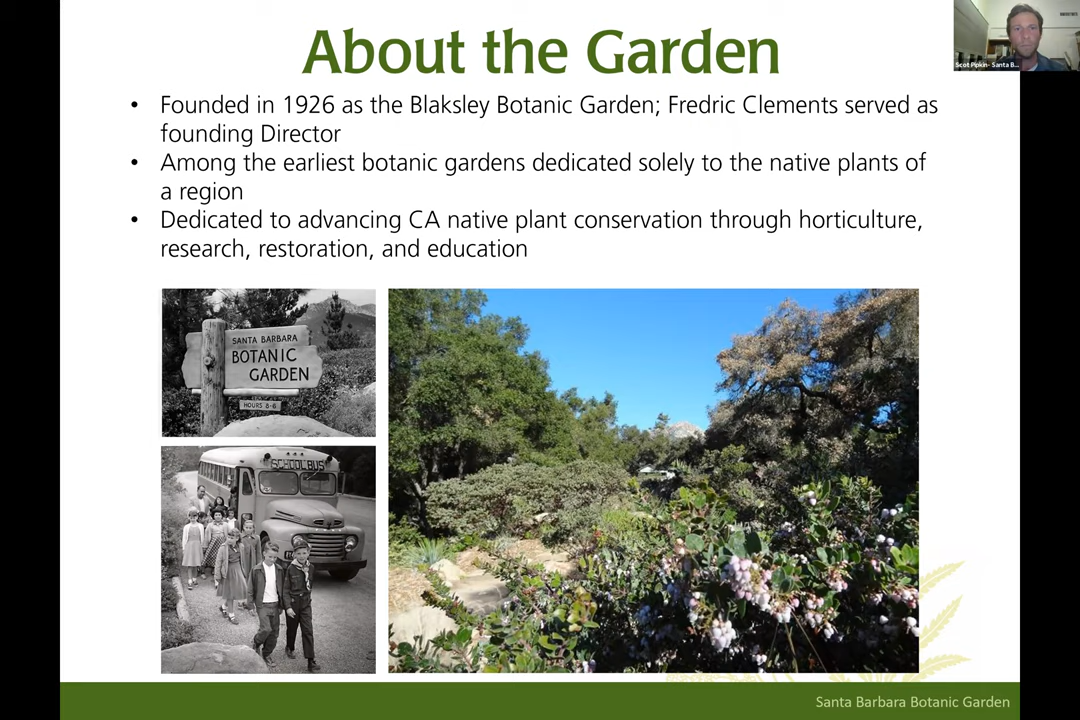 About the Garden
• Founded in 1926 as the Blaksley Botanic Garden; Fredric Clements served as
founding Director
• Among the earliest botanic gardens dedicated solely to the native plants of
a region
• Dedicated to advancing CA native plant conservation through horticulture,
research, restoration, and education
Scot Pipkin- Santa B...
SANTA BARBARA
BOTANIC
GARDEN
HOURS 8-6
SCHOOL BUS
Santa Barbara Botanic Garden